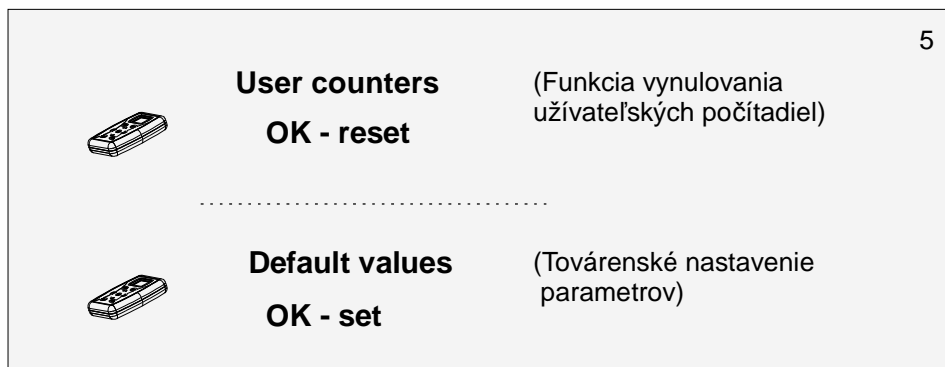 5
User counters
OK - reset
(Funkcia vynulovania
užívateľských počítadiel)
Default values
OK - set
(Továrenské nastavenie
parametrov)